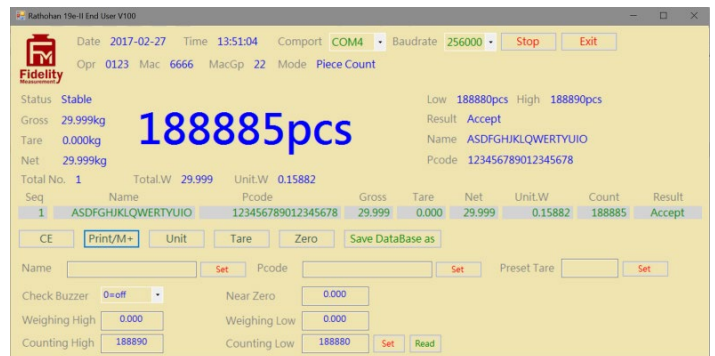 Rathohan 19e-II End User V100
Date 2017-02-27 Time 13:51:04 Comport COM4 Baudrate 256000 Stop Exit
Opr 0123 Mac 6666 MacGp 22 Mode Piece Count
FM
Fidelity
Measurement
Status Stable
Low 188880pcs High 188890pcs
Gross 29.999kg
Result Accept
188885pcs
Tare 0.000kg
Name ASDFGHJKLQWERTYUIO
Net 29.999kg
Pcode 123456789012345678
Total No. 1 Total.W 29.999 Unit.W 0.15882
Seq Name Pcode Gross Tare Net Unit.W Count Result
1 ASDFGHJKLQWERTYUIO 123456789012345678 29.999 0.000 29.999 0.15882 188885 Accept
CE Print/M+ Unit Tare Zero Save DataBase as
Name Set Pcode Set Preset Tare Set
Check Buzzer 0=off Near Zero 0.000
Weighing High 0.000 Weighing Low 0.000
Counting High 188890 Counting Low 188880 Set Read